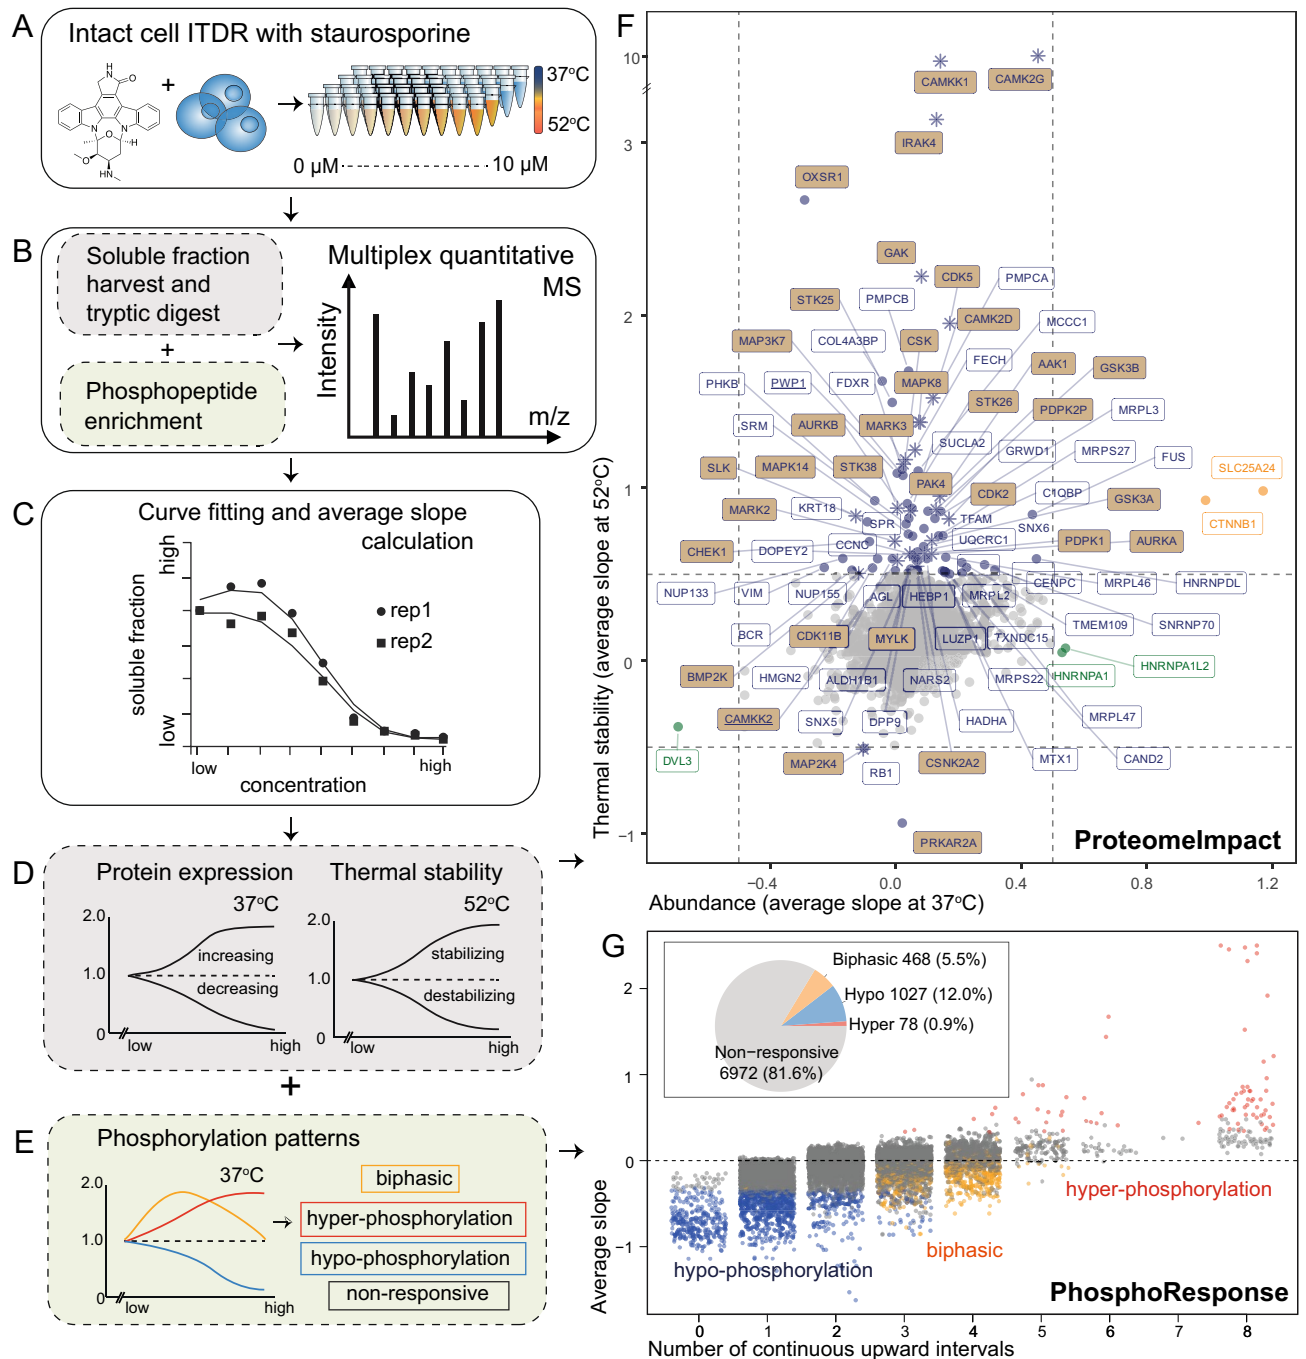 A
Intact cell ITDR with staurosporine
+
37°C
52°C
0 µM
10 µM
H
N
O
N
N
O
H
O
HN
B
Soluble fraction
harvest and
tryptic digest
+
Phosphopeptide
enrichment
Multiplex quantitative
MS
Intensity
m/z
C
Curve fitting and average slope
calculation
high
soluble fraction
low
rep1
rep2
low
high
concentration
D
Protein expression
37°C
2.0
1.0
0
increasing
decreasing
low
high
Thermal stability
52°C
2.0
1.0
0
stabilizing
destabilizing
low
high
+
E
Phosphorylation patterns
37°C
2.0
1.0
0
low
high
biphasic
hyper-phosphorylation
hypo-phosphorylation
non-responsive
F
Thermal stability (average slope at 52°C)
10
3
2
1
0
−1
CAMKK1
CAMK2G
IRAK4
OXSR1
GAK
CDK5
PMPCA
STK25
PMPCB
CAMK2D
MCCC1
MAP3K7
COL4A3BP
CSK
FECH
AAK1
GSK3B
PHKB
PWP1
FDXR
MAPK8
STK26
PDPK2P
MRPL3
SRM
AURKB
MARK3
SUCLA2
GRWD1
MRPS27
FUS
SLC25A24
SLK
MAPK14
STK38
PAK4
CDK2
C1QBP
GSK3A
CTNNB1
MARK2
KRT18
SPR
TFAM
SNX6
CHEK1
DOPEY2
CCNC
UQCRC1
PDPK1
AURKA
NUP133
VIM
NUP155
AGL
HEBP1
MRPL2
CENPC
MRPL46
HNRNPDL
BCR
CDK11B
MYLK
LUZP1
TXNDC15
TMEM109
SNRNP70
BMP2K
HMGN2
ALDH1B1
NARS2
MRPS22
HNRNPA1
HNRNPA1L2
CAMKK2
SNX5
DPP9
HADHA
MRPL47
DVL3
MAP2K4
RB1
CSNK2A2
MTX1
CAND2
PRKAR2A
ProteomeImpact
−0.4
0.0
0.4
0.8
1.2
Abundance (average slope at 37°C)
G
Average slope
2
1
0
−1
Biphasic 468 (5.5%)
Hypo 1027 (12.0%)
Hyper 78 (0.9%)
Non−responsive
6972 (81.6%)
hyper-phosphorylation
biphasic
hypo-phosphorylation
PhosphoResponse
0
1
2
3
4
5
6
7
8
Number of continuous upward intervals